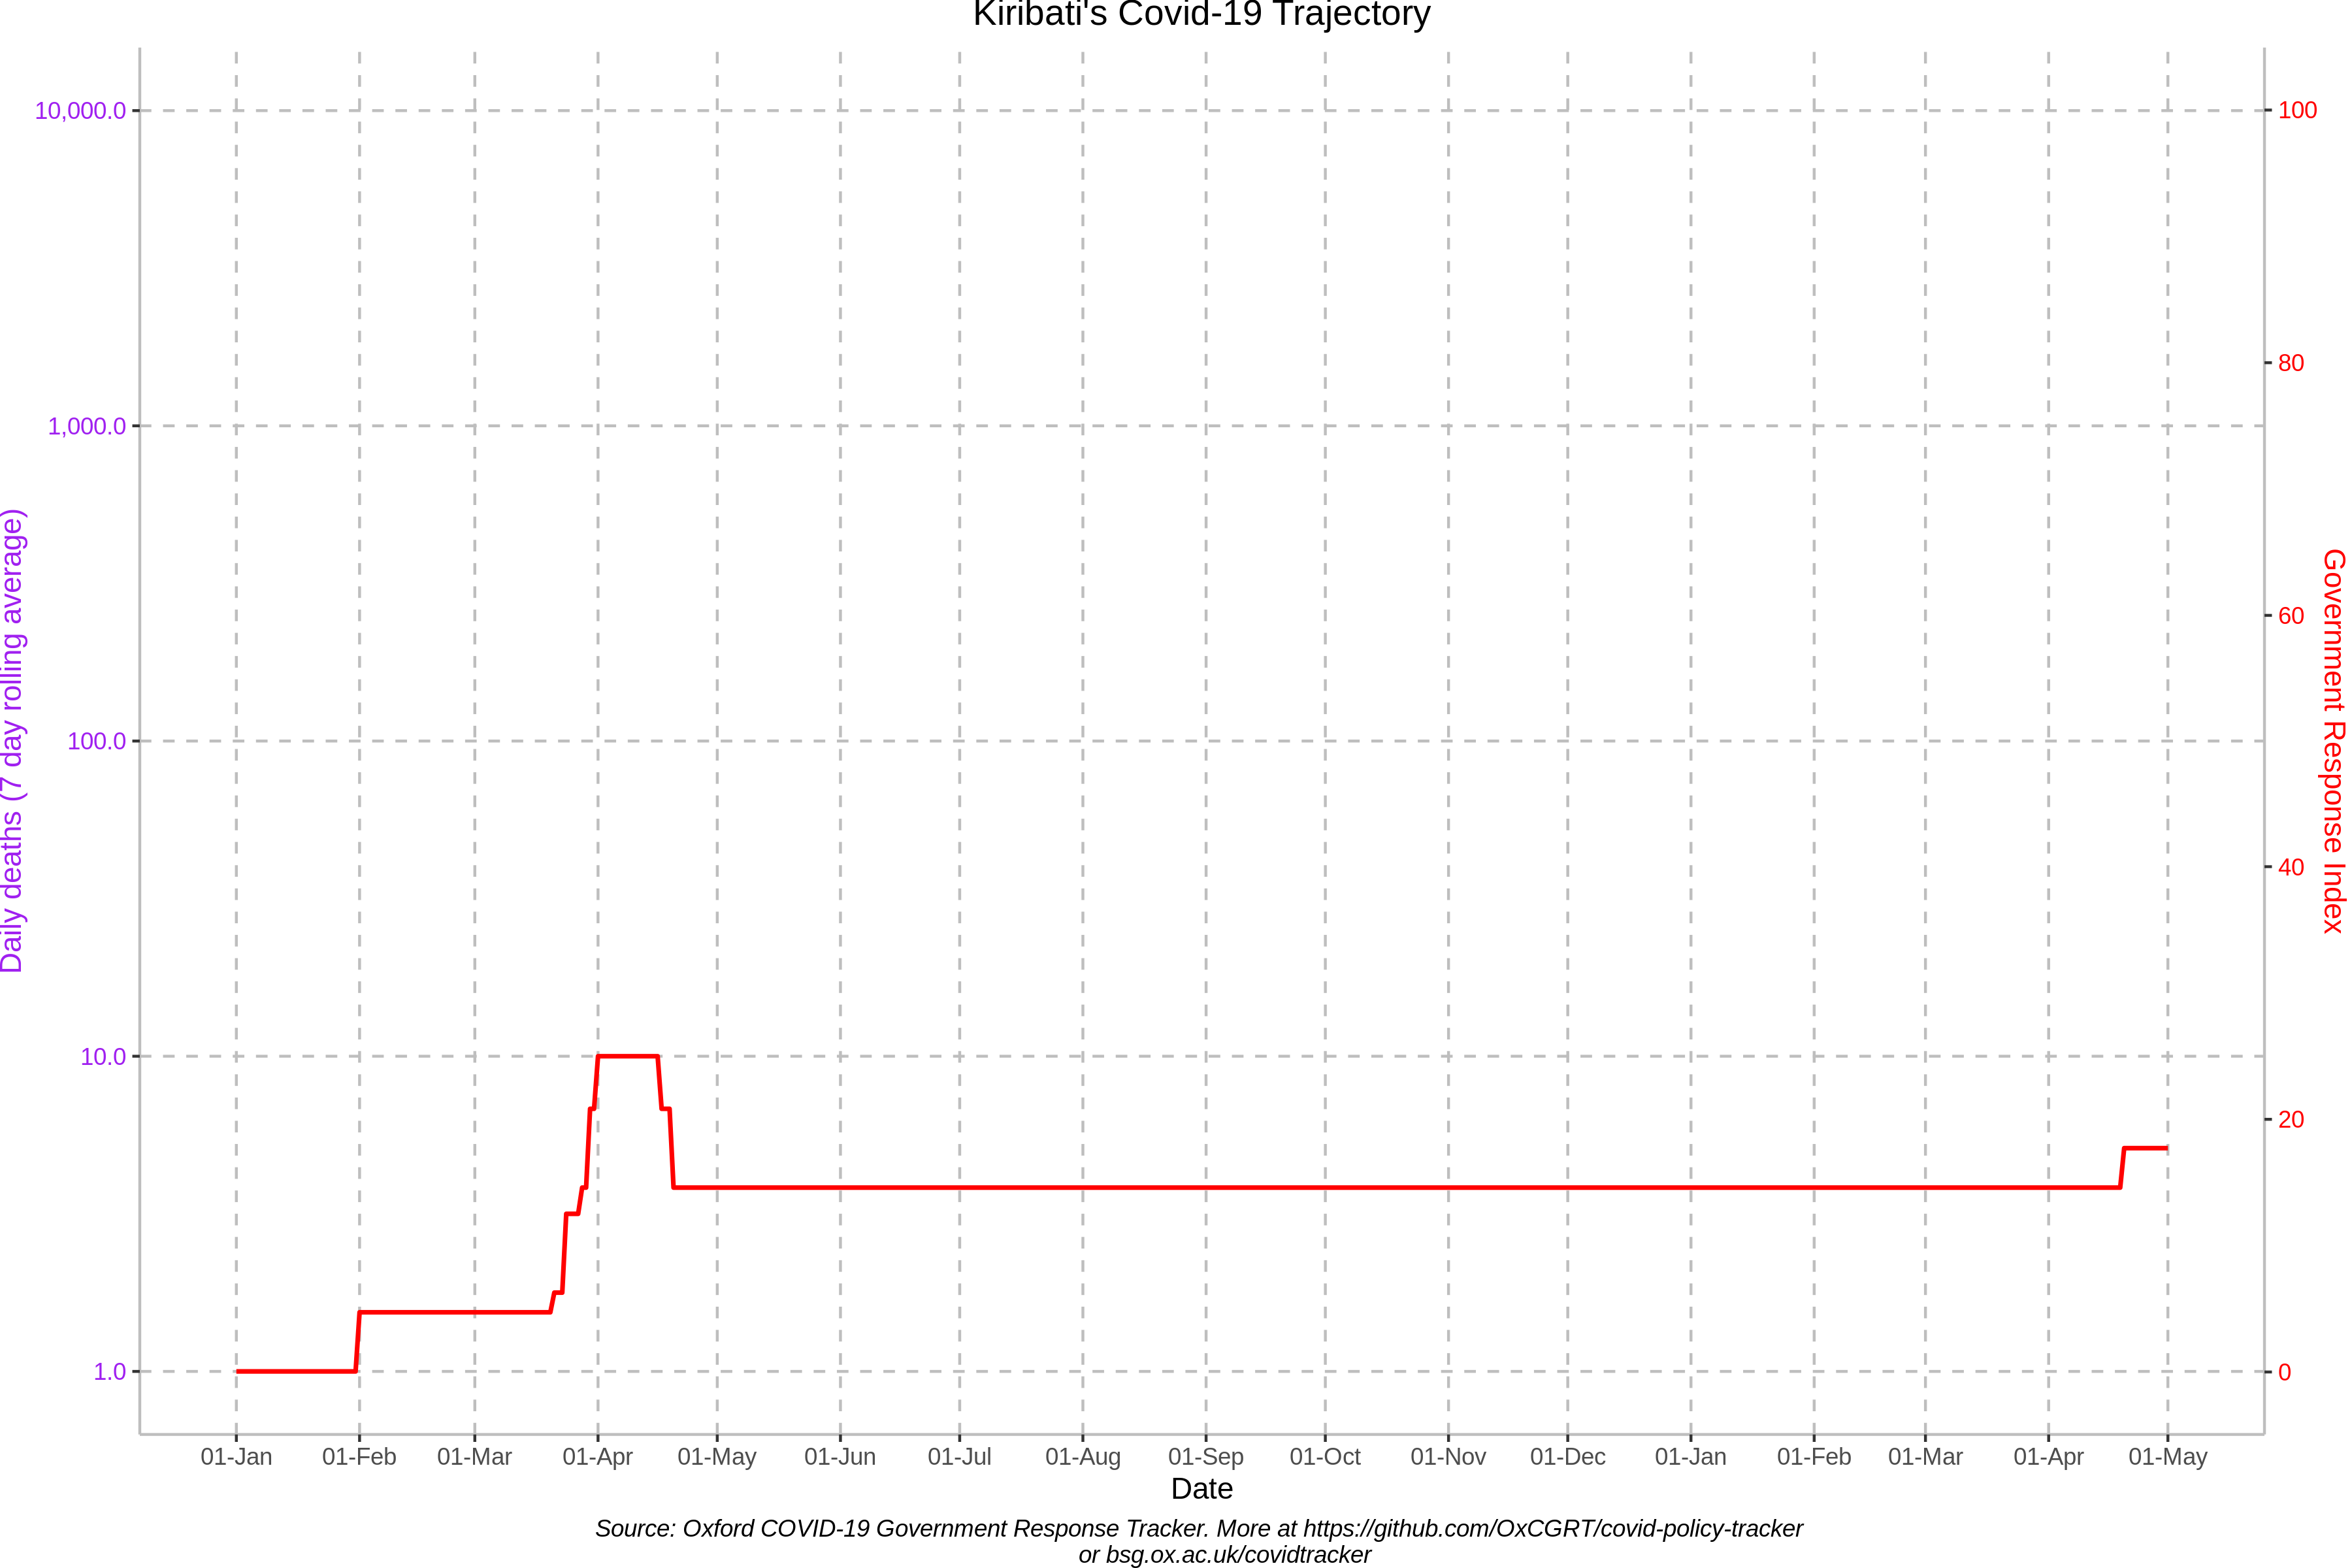 Kiribati's Covid-19 Trajectory
10,000.0
1,000.0
100.0
10.0
1.0
Daily deaths (7 day rolling average)
100
80
60
40
20
0
Government Response Index
01-Jan 01-Feb 01-Mar 01-Apr 01-May 01-Jun 01-Jul 01-Aug 01-Sep 01-Oct 01-Nov 01-Dec 01-Jan 01-Feb 01-Mar 01-Apr 01-May
Date
Source: Oxford COVID-19 Government Response Tracker. More at https://github.com/OxCGRT/covid-policy-tracker
or bsg.ox.ac.uk/covidtracker